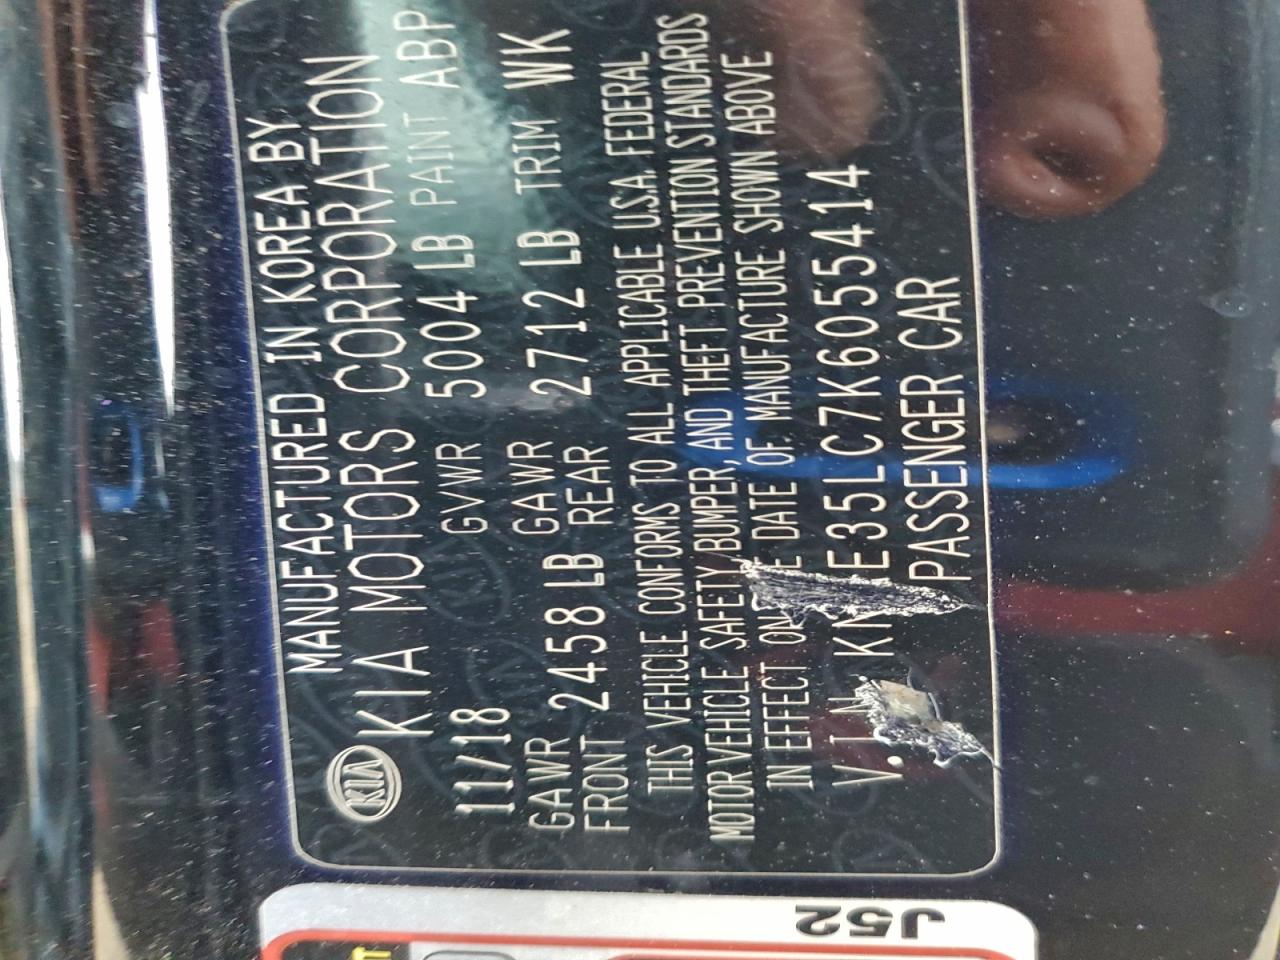 MANUFACTURED IN KOREA BY
KIA KIA MOTORS CORPORATION
11/18 GVWR 5004 LB PAINT ABP
GAWR FRONT 2458 LB GAWR REAR 2712 LB TRIM WK
THIS VEHICLE CONFORMS TO ALL APPLICABLE U.S.A. FEDERAL
MOTOR VEHICLE SAFETY, BUMPER, AND THEFT PREVENTION STANDARDS
IN EFFECT ON DATE OF MANUFACTURE SHOWN ABOVE
E35LC7K6055414
PASSENGER CAR
J52